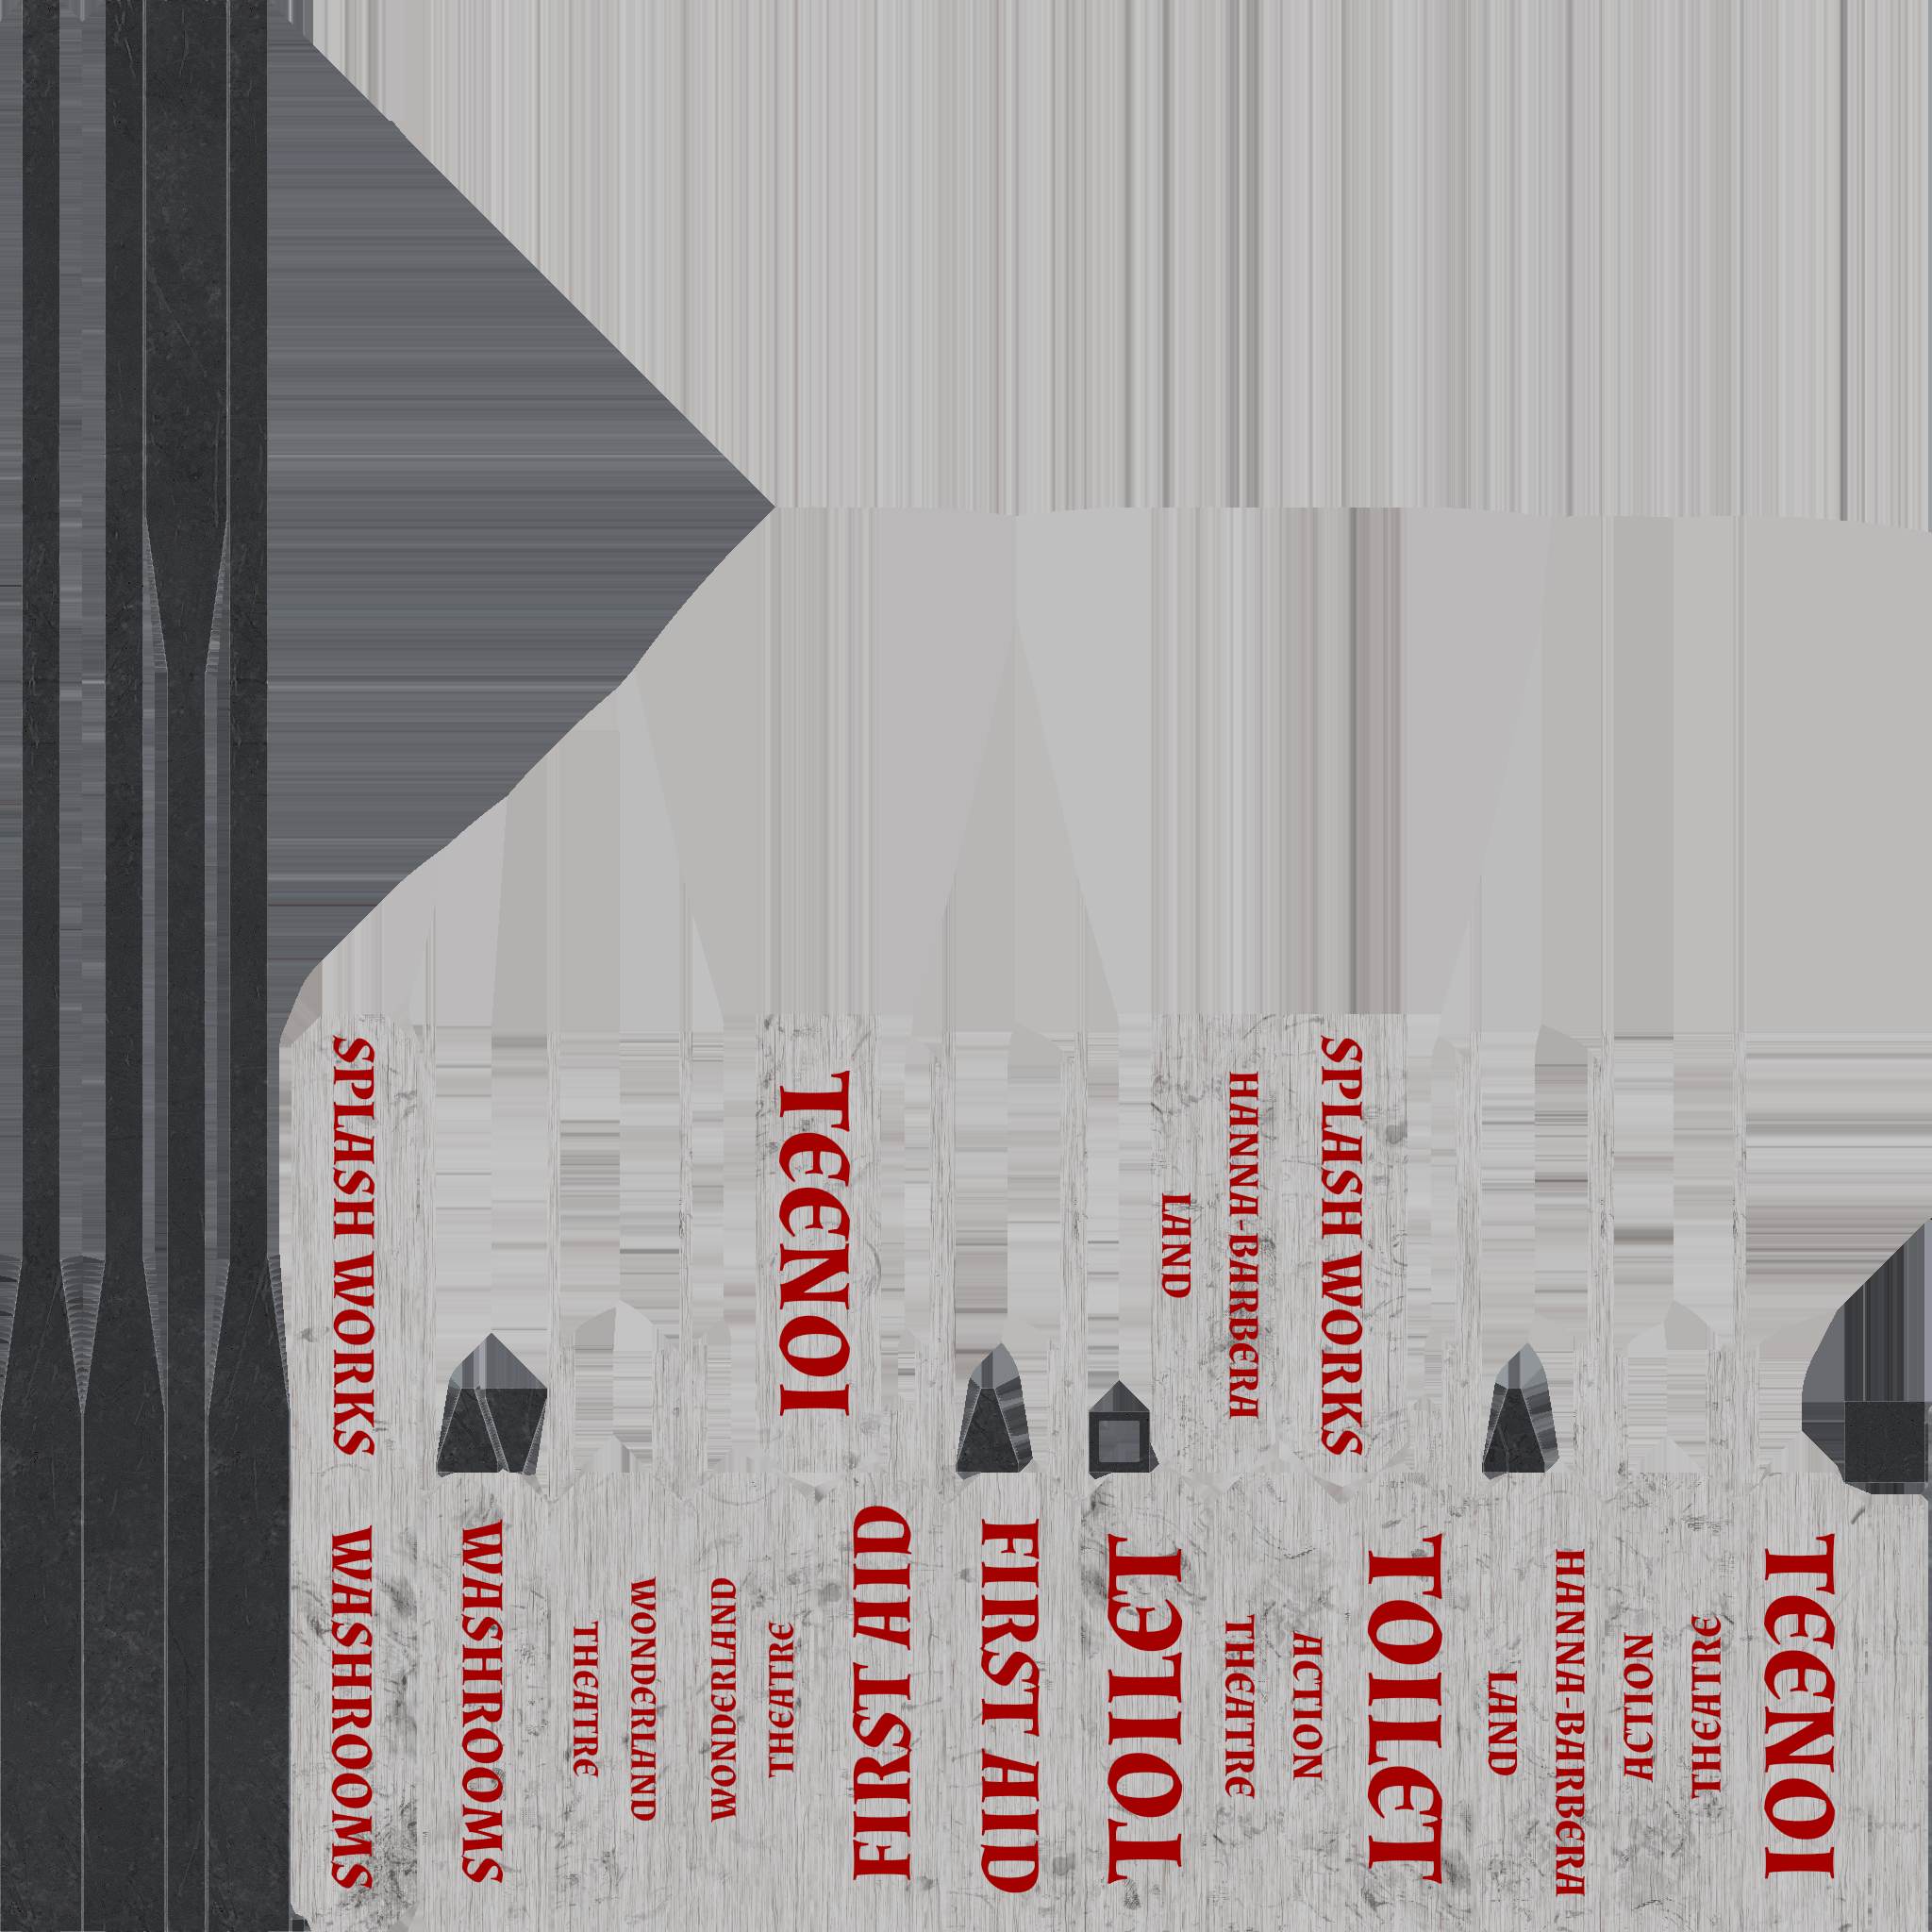 SPLASH WORKS
TEENOI
HANNA-BARBERA
LAND
SPLASH WORKS
WASHROOMS
WASHROOMS
WONDERLAND
THEATRE
WONDERLAND
THEATRE
FIRST AID
FIRST AID
TOILET
ACTION
THEATRE
TOILET
HANNA-BARBERA
LAND
ACTION
THEATRE
TEENOI